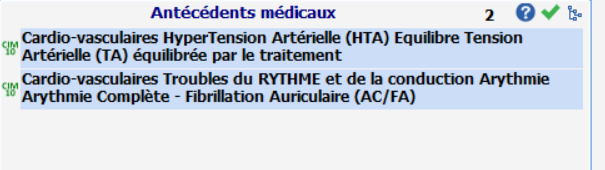 Antécédents médicaux 2 ?
CIM 10 Cardio-vasculaires HyperTension Artérielle (HTA) Equilibre Tension
Artérielle (TA) équilibrée par le traitement
CIM 10 Cardio-vasculaires Troubles du RYTHME et de la conduction Arythmie
Arythmie Complète - Fibrillation Auriculaire (AC/FA)